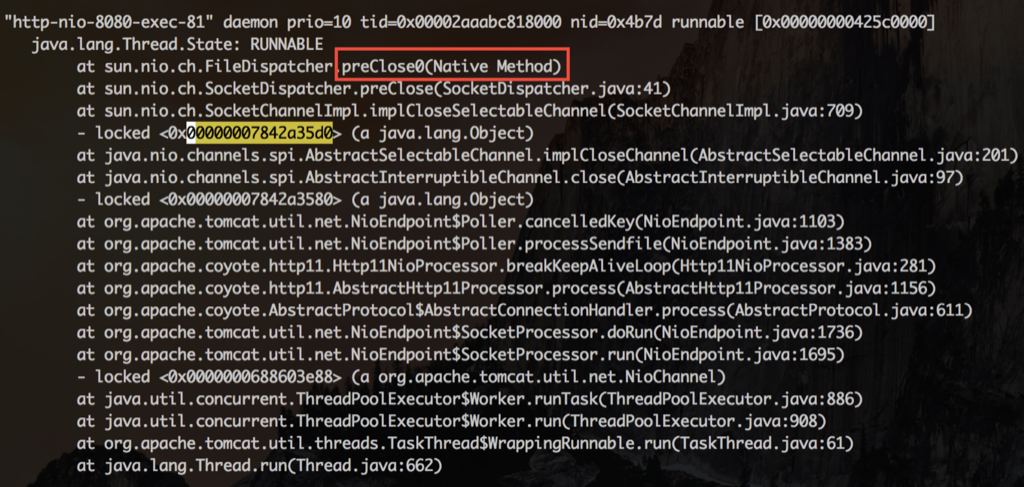 "http-nio-8080-exec-81" daemon prio=10 tid=0x00002aaabc818000 nid=0x4b7d runnable [0x00000000425c0000]
java.lang.Thread.State: RUNNABLE
at sun.nio.ch.FileDispatcher.preClose0(Native Method)
at sun.nio.ch.SocketDispatcher.preClose(SocketDispatcher.java:41)
at sun.nio.ch.SocketChannelImpl.implCloseSelectableChannel(SocketChannelImpl.java:709)
- locked <0x00000007842a35d0> (a java.lang.Object)
at java.nio.channels.spi.AbstractSelectableChannel.implCloseChannel(AbstractSelectableChannel.java:201)
at java.nio.channels.spi.AbstractInterruptibleChannel.close(AbstractInterruptibleChannel.java:97)
- locked <0x00000007842a3580> (a java.lang.Object)
at org.apache.tomcat.util.net.NioEndpoint$Poller.cancelledKey(NioEndpoint.java:1103)
at org.apache.tomcat.util.net.NioEndpoint$Poller.processSendfile(NioEndpoint.java:1383)
at org.apache.coyote.http11.Http11NioProcessor.breakKeepAliveLoop(Http11NioProcessor.java:281)
at org.apache.coyote.http11.AbstractHttp11Processor.process(AbstractHttp11Processor.java:1156)
at org.apache.coyote.AbstractProtocol$AbstractConnectionHandler.process(AbstractProtocol.java:611)
at org.apache.tomcat.util.net.NioEndpoint$SocketProcessor.doRun(NioEndpoint.java:1736)
at org.apache.tomcat.util.net.NioEndpoint$SocketProcessor.run(NioEndpoint.java:1695)
- locked <0x0000000688603e88> (a org.apache.tomcat.util.net.NioChannel)
at java.util.concurrent.ThreadPoolExecutor$Worker.runTask(ThreadPoolExecutor.java:886)
at java.util.concurrent.ThreadPoolExecutor$Worker.run(ThreadPoolExecutor.java:908)
at org.apache.tomcat.util.threads.TaskThread$WrappingRunnable.run(TaskThread.java:61)
at java.lang.Thread.run(Thread.java:662)